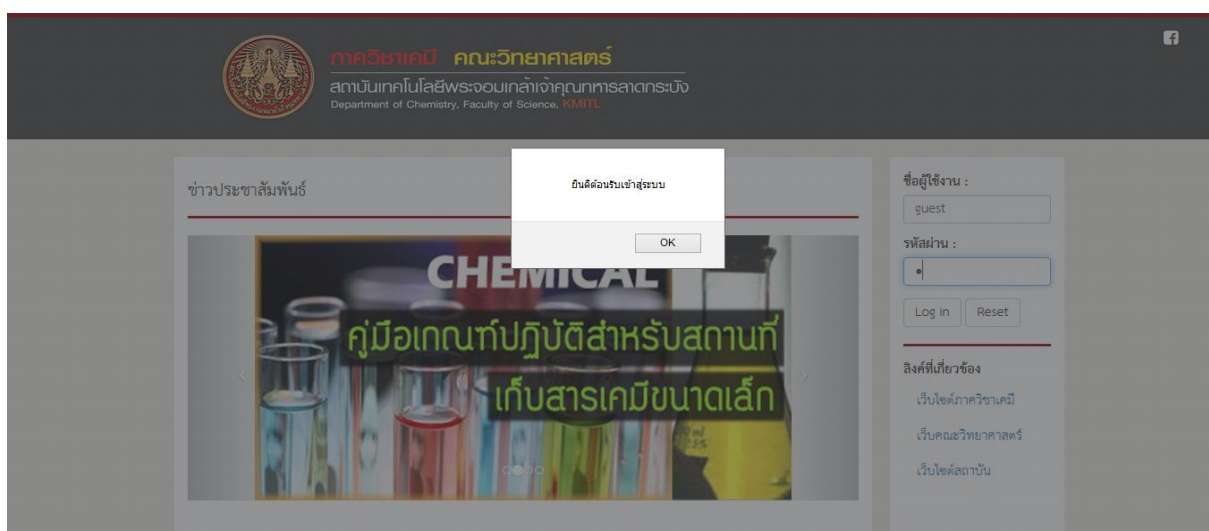 ภาควิชาเคมี คณะวิทยาศาสตร์
สถาบันเทคโนโลยีพระจอมเกล้าเจ้าคุณทหารลาดกระบัง
Department of Chemistry, Faculty of Science, KMITL
ข่าวประชาสัมพันธ์
ยินดีต้อนรับเข้าสู่ระบบ
OK
CHEMICAL
คู่มือเกณฑ์ปฏิบัติสำหรับสถานที่
เก็บสารเคมีขนาดเล็ก
ชื่อผู้ใช้งาน :
guest
รหัสผ่าน :
Log in Reset
ลิงค์ที่เกี่ยวข้อง
เว็บไซต์ภาควิชาเคมี
เว็บคณะวิทยาศาสตร์
เว็บไซต์สถาบัน